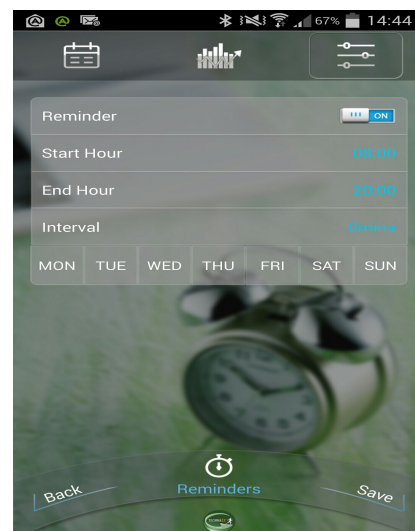 67% 14:44
Reminder ON
Start Hour 08:00
End Hour 20:00
Interval 0mins
MON TUE WED THU FRI SAT SUN
Back Reminders Save